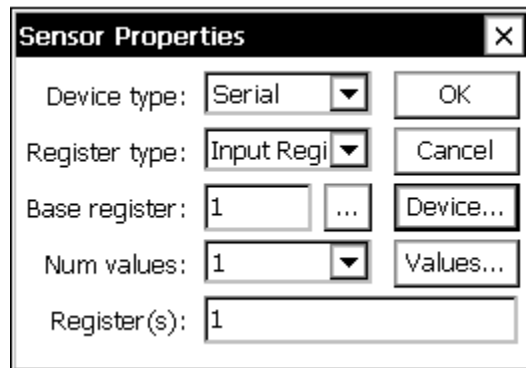 Sensor Properties
Device type: Serial OK
Register type: Input Regi Cancel
Base register: 1 ... Device...
Num values: 1 Values...
Register(s): 1